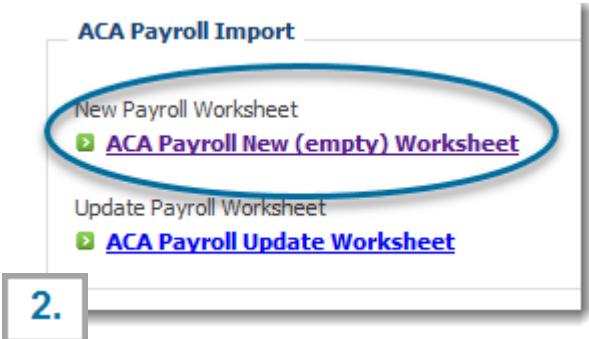 ACA Payroll Import
New Payroll Worksheet
ACA Payroll New (empty) Worksheet
Update Payroll Worksheet
ACA Payroll Update Worksheet
2.